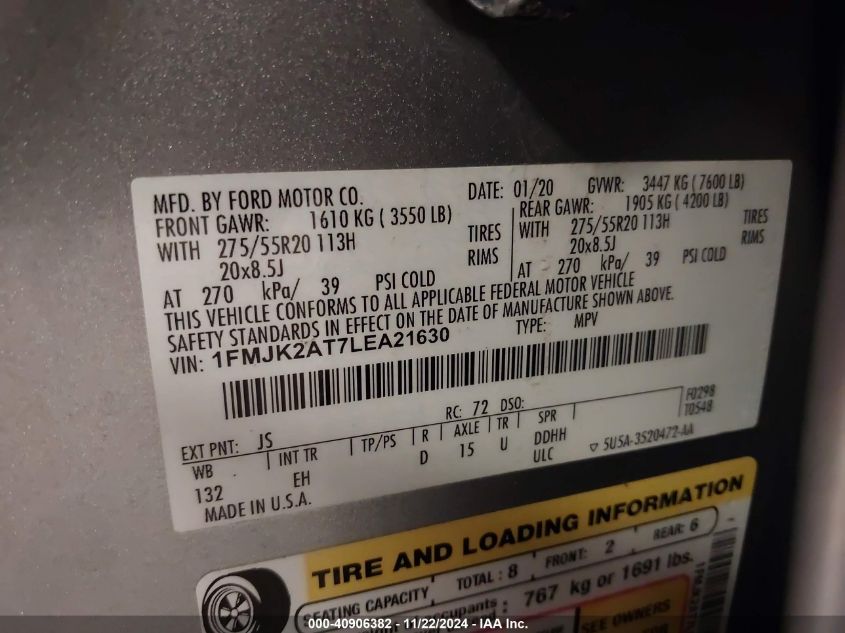 MFD. BY FORD MOTOR CO. DATE: 01/20 GVWR: 3447 KG ( 7600 LB)
FRONT GAWR: 1610 KG ( 3550 LB) REAR GAWR: 1905 KG ( 4200 LB)
WITH 275/55R20 113H TIRES WITH 275/55R20 113H TIRES
20x8.5J RIMS 20x8.5J RIMS
AT 270 kPa/ 39 PSI COLD AT 270 kPa/ 39 PSI COLD
THIS VEHICLE CONFORMS TO ALL APPLICABLE FEDERAL MOTOR VEHICLE
SAFETY STANDARDS IN EFFECT ON THE DATE OF MANUFACTURE SHOWN ABOVE.
VIN: 1FMJK2AT7LEA21630 TYPE: MPV
F0298
RC: 72 DSO: T0548
EXT PNT: JS
WB INT TR TP/PS R AXLE TR SPR
132 EH D 15 U DDHH
ULC 5U5A-3520472-AA
MADE IN U.S.A.
TIRE AND LOADING INFORMATION
SEATING CAPACITY TOTAL: 8 FRONT: 2 REAR: 6
767 kg or 1691 lbs.
SEE OWNERS
000-40906382 - 11/22/2024 - IAA Inc.